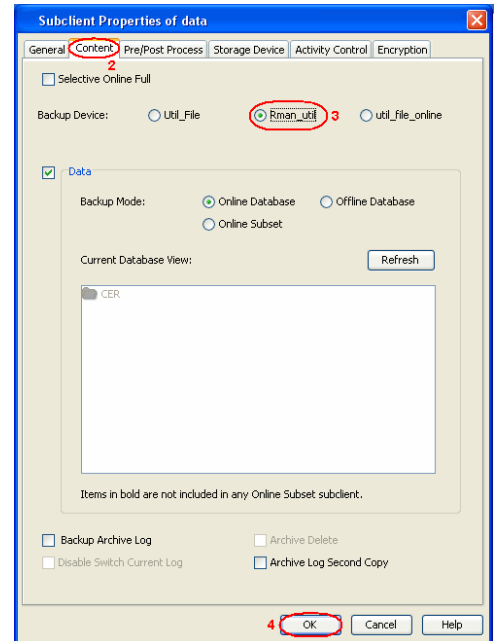 Subclient Properties of data
General Content Pre/Post Process Storage Device Activity Control Encryption
2
Selective Online Full
Backup Device: Util_File Rman_util 3 util_file_online
Data
Backup Mode: Online Database Offline Database
Online Subset
Current Database View: Refresh
CER
Items in bold are not included in any Online Subset subclient.
Backup Archive Log Archive Delete
Disable Switch Current Log Archive Log Second Copy
4 OK Cancel Help